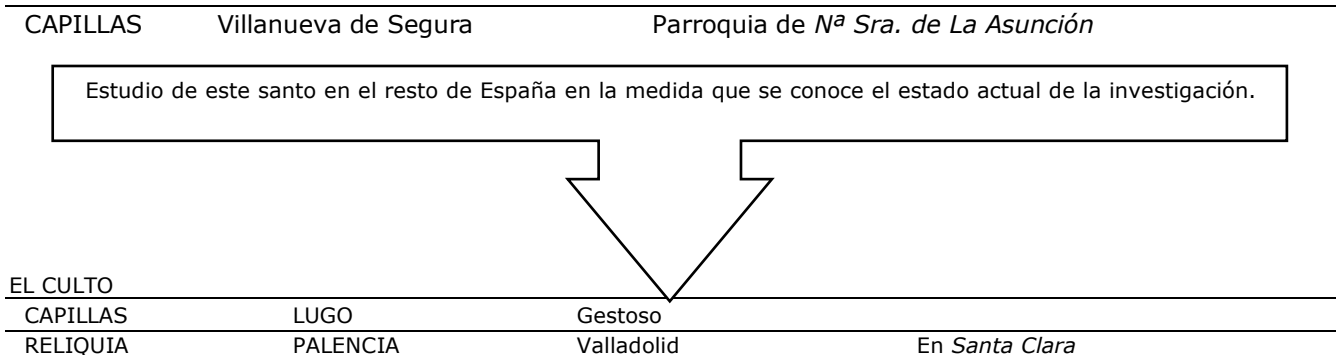 CAPILLAS Villanueva de Segura Parroquia de Nª Sra. de La Asunción
Estudio de este santo en el resto de España en la medida que se conoce el estado actual de la investigación.
EL CULTO
CAPILLAS LUGO Gestoso
RELIQUIA PALENCIA Valladolid En Santa Clara